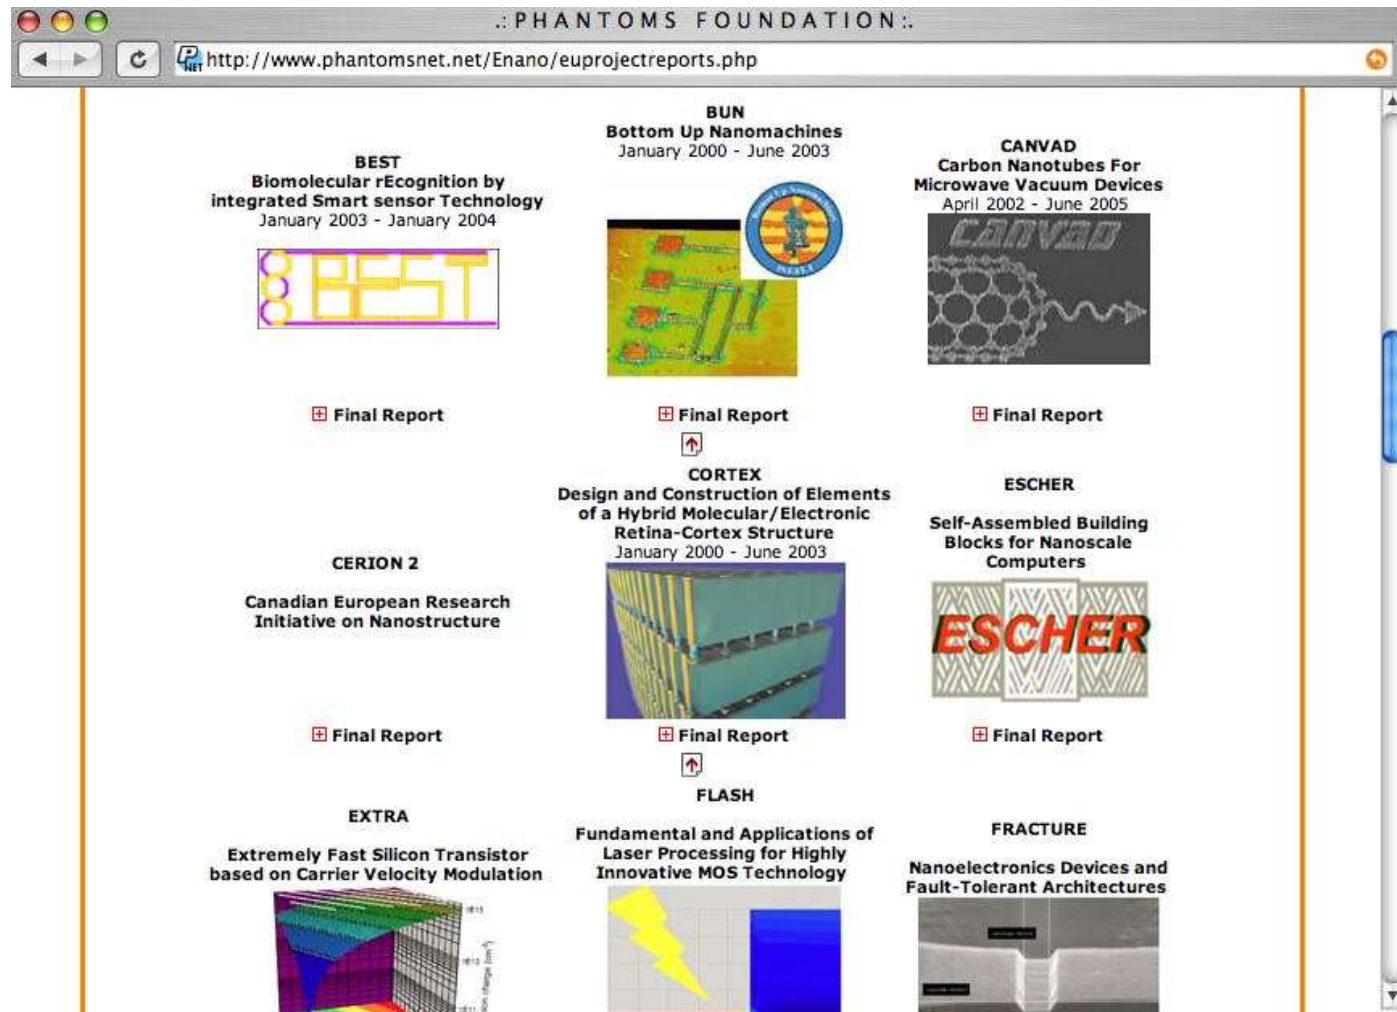 .:PHANTOMS FOUNDATION:.
http://www.phantomsnet.net/Enano/euprojectreports.php
BEST
Biomolecular rEcognition by
integrated Smart sensor Technology
January 2003 - January 2004
BEST
Final Report
BUN
Bottom Up Nanomachines
January 2000 - June 2003
Bottom Up Nanomachines
Final Report
CANVAD
Carbon Nanotubes For
Microwave Vacuum Devices
April 2002 - June 2005
CANVAD
Final Report
CERION 2
Canadian European Research
Initiative on Nanostructure
Final Report
CORTEX
Design and Construction of Elements
of a Hybrid Molecular/Electronic
Retina-Cortex Structure
January 2000 - June 2003
Final Report
ESCHER
Self-Assembled Building
Blocks for Nanoscale
Computers
ESCHER
Final Report
EXTRA
Extremely Fast Silicon Transistor
based on Carrier Velocity Modulation
FLASH
Fundamental and Applications of
Laser Processing for Highly
Innovative MOS Technology
FRACTURE
Nanoelectronics Devices and
Fault-Tolerant Architectures